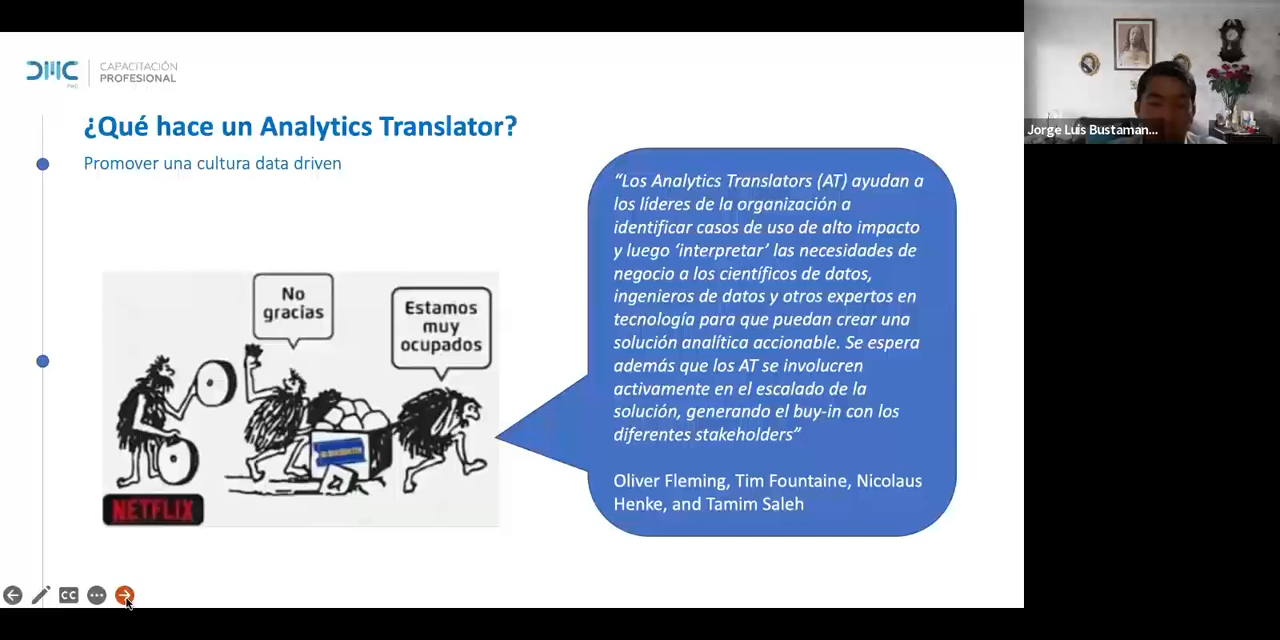 DMC
CAPACITACIÓN
PROFESIONAL
¿Qué hace un Analytics Translator?
Promover una cultura data driven
No
gracias
Estamos
muy
ocupados
NETFLIX
“Los Analytics Translators (AT) ayudan a
los líderes de la organización a
identificar casos de uso de alto impacto
y luego ‘interpretar’ las necesidades de
negocio a los científicos de datos,
ingenieros de datos y otros expertos en
tecnología para que puedan crear una
solución analítica accionable. Se espera
además que los AT se involucren
activamente en el escalado de la
solución, generando el buy-in con los
diferentes stakeholders”
Oliver Fleming, Tim Fountaine, Nicolaus
Henke, and Tamim Saleh
CC
Jorge Luis Bustaman...